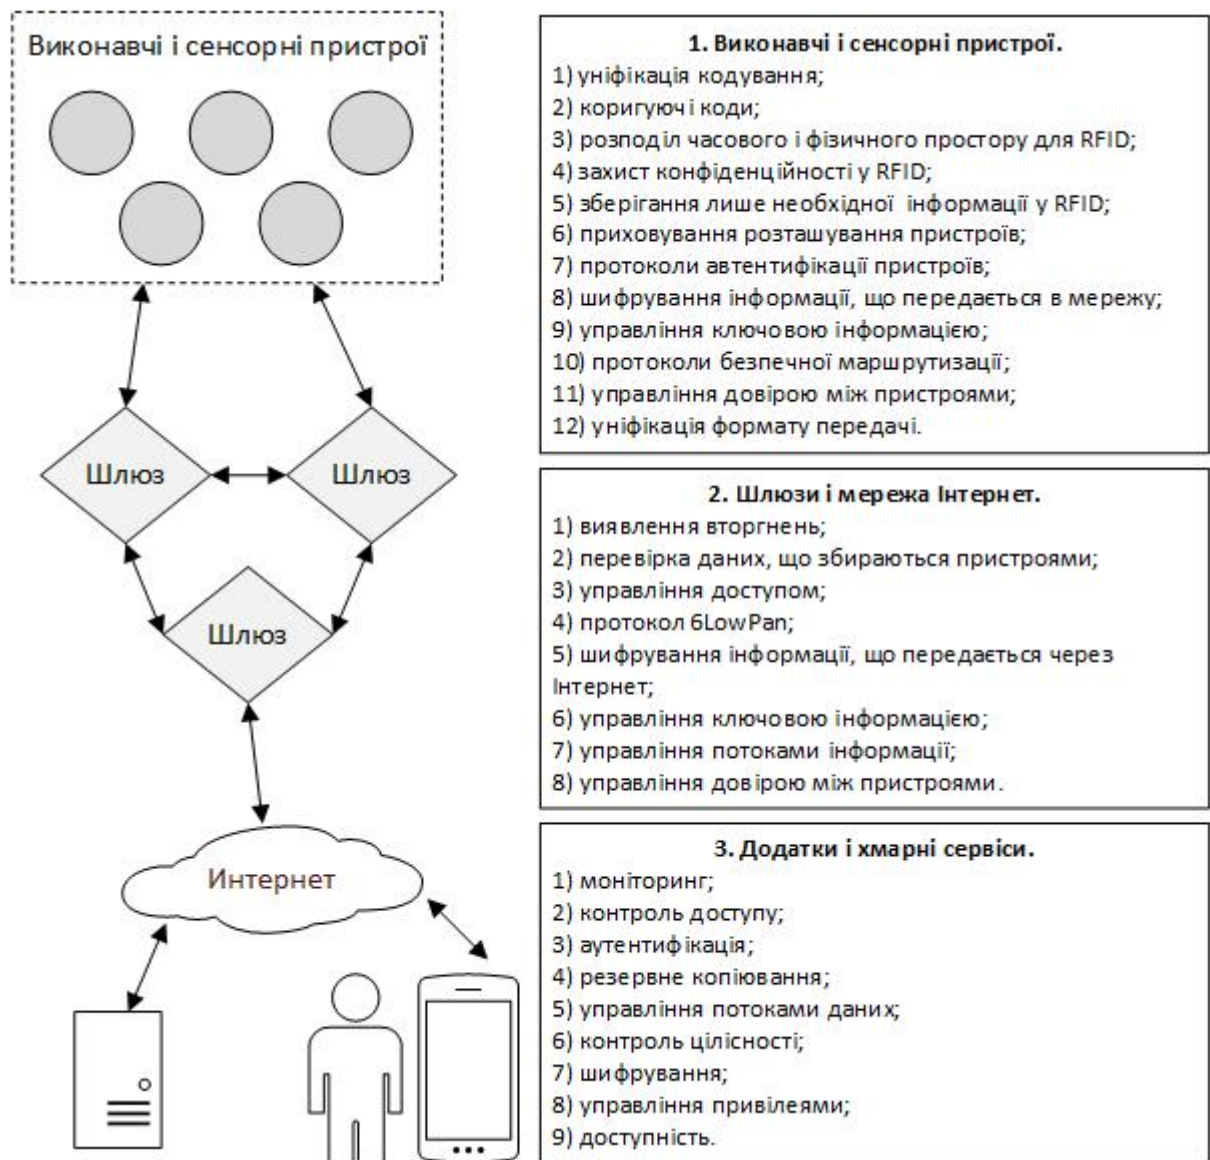 Виконавчі і сенсорні пристрої
Шлюз
Шлюз
Шлюз
Интернет
1. Виконавчі і сенсорні пристрої.
1) уніфікація кодування;
2) коригуючі коди;
3) розподіл часового і фізичного простору для RFID;
4) захист конфіденційності у RFID;
5) зберігання лише необхідної інформації у RFID;
6) приховування розташування пристроїв;
7) протоколи автентифікації пристроїв;
8) шифрування інформації, що передається в мережу;
9) управління ключовою інформацією;
10) протоколи безпечної маршрутизації;
11) управління довірою між пристроями;
12) уніфікація формату передачі.
2. Шлюзи і мережа Інтернет.
1) виявлення вторгнень;
2) перевірка даних, що збираються пристроями;
3) управління доступом;
4) протокол 6LowPan;
5) шифрування інформації, що передається через
Інтернет;
6) управління ключовою інформацією;
7) управління потоками інформації;
8) управління довірою між пристроями.
3. Додатки і хмарні сервіси.
1) моніторинг;
2) контроль доступу;
3) аутентифікація;
4) резервне копіювання;
5) управління потоками даних;
6) контроль цілісності;
7) шифрування;
8) управління привілеями;
9) доступність.